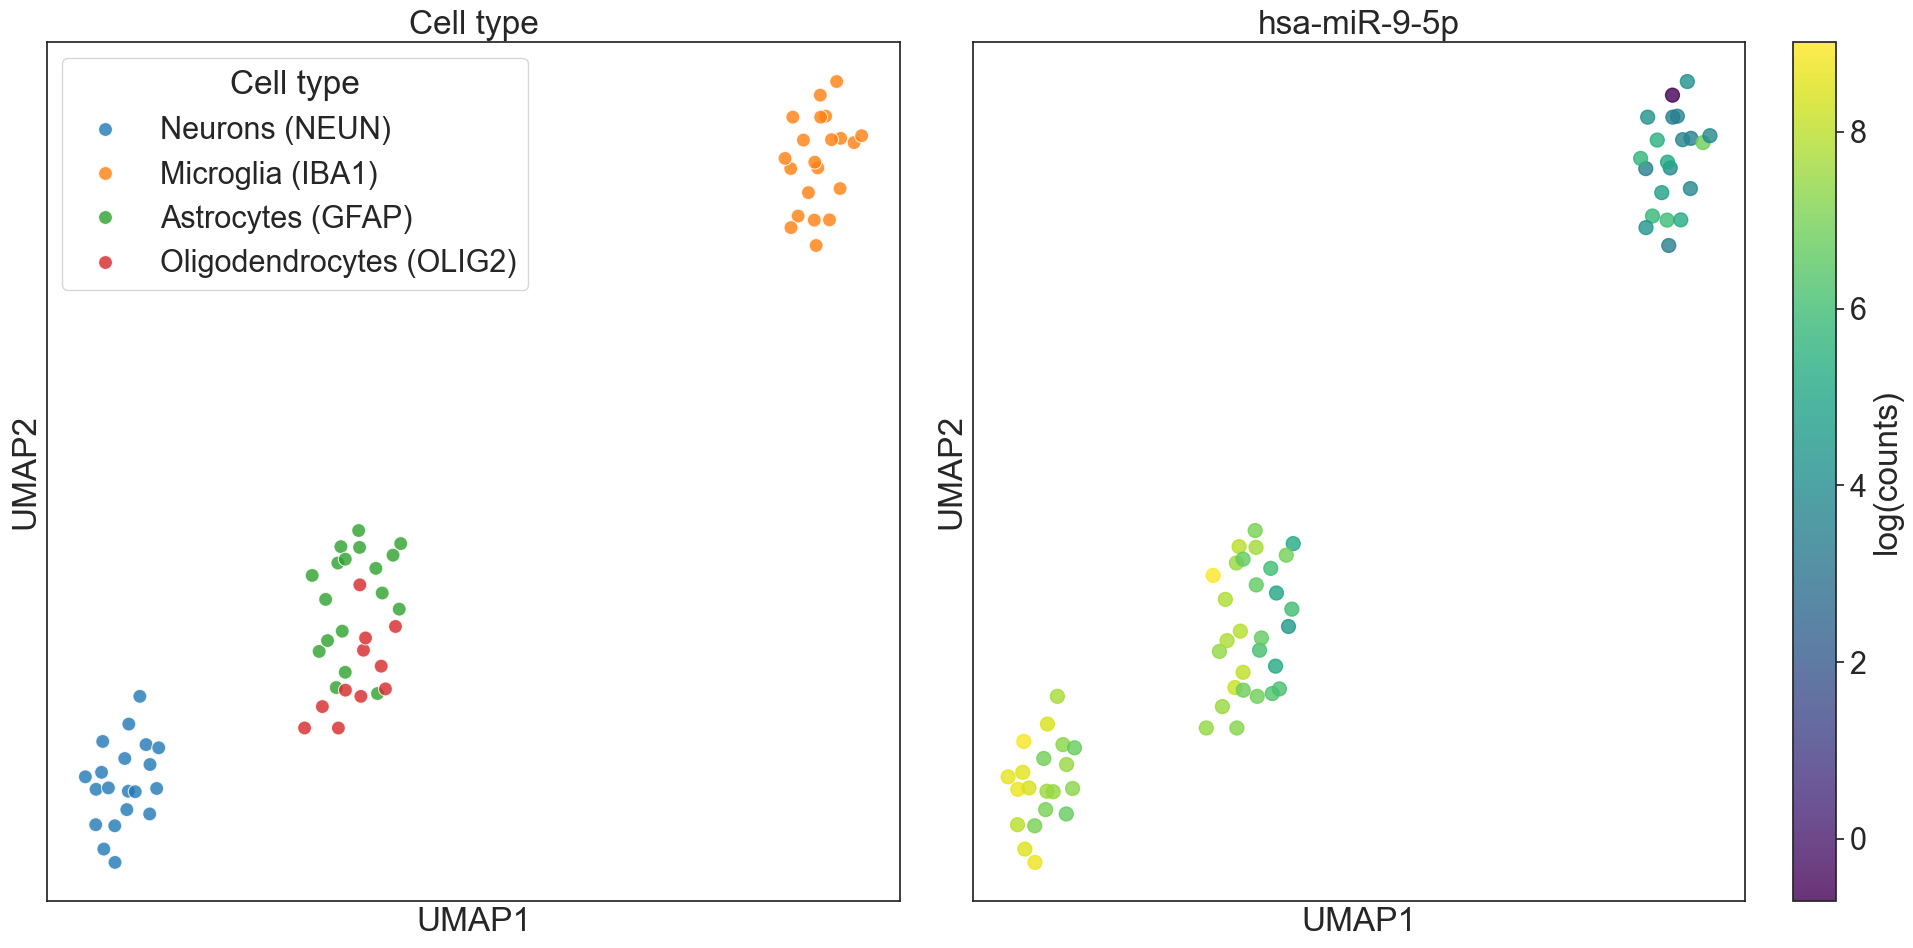 Cell type
Cell type
Neurons (NEUN)
Microglia (IBA1)
Astrocytes (GFAP)
Oligodendrocytes (OLIG2)
UMAP2
UMAP1
hsa-miR-9-5p
UMAP2
UMAP1
8
6
4
2
0
log(counts)